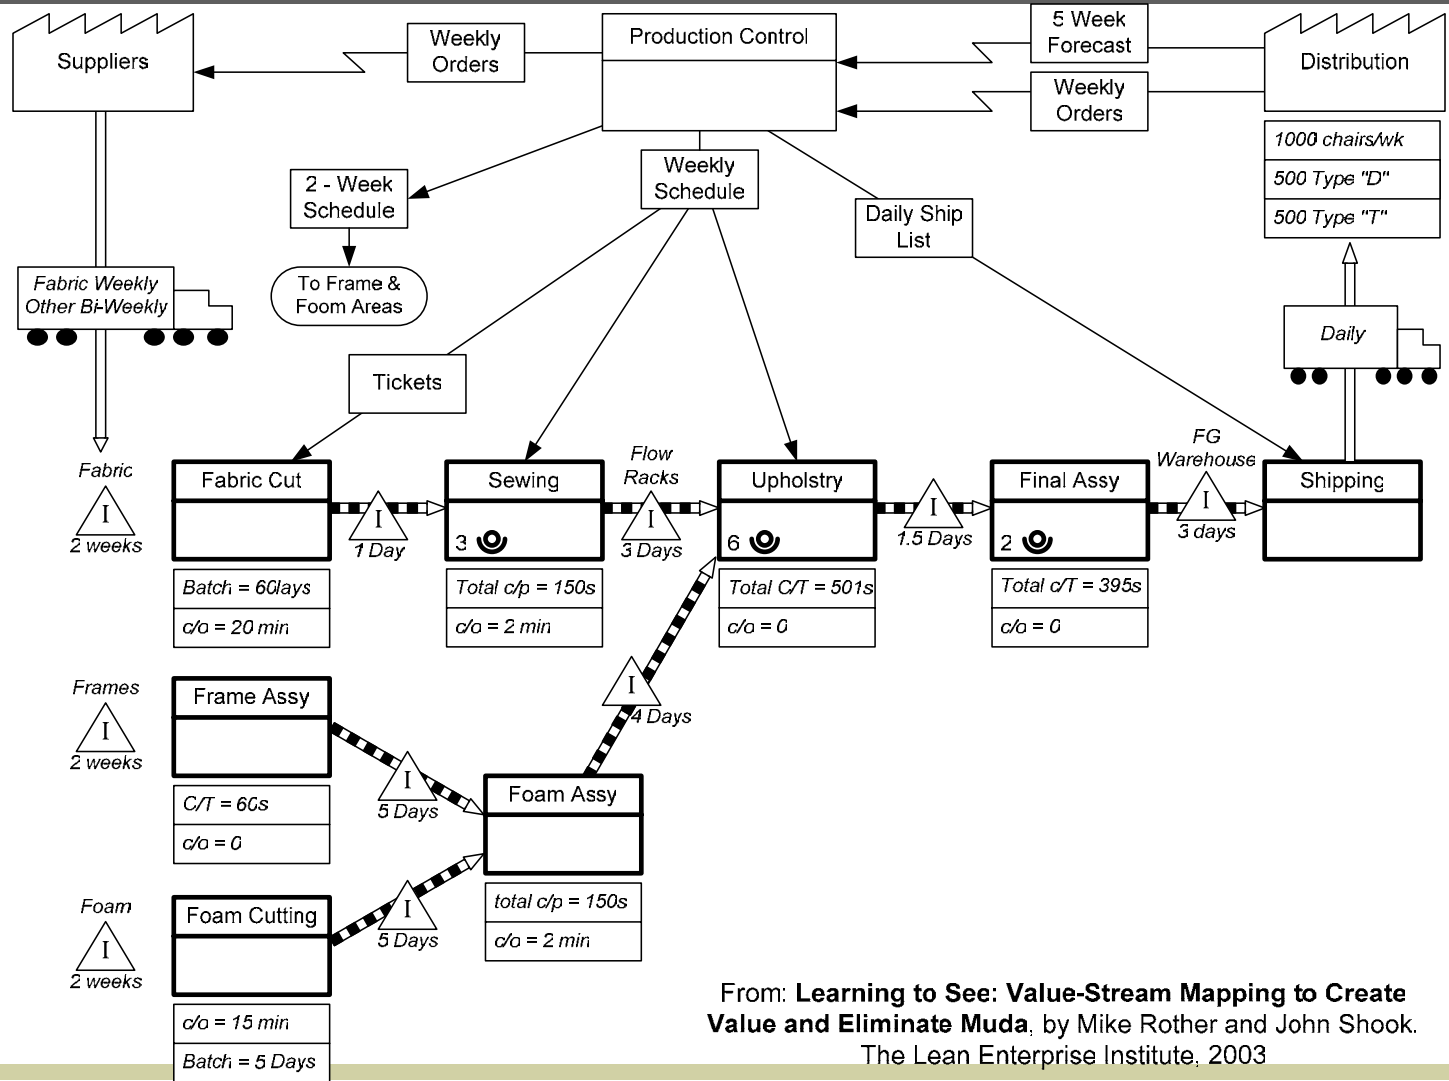 Suppliers
Weekly
Orders
Production Control
5 Week
Forecast
Weekly
Orders
Distribution
1000 chairs/wk
500 Type "D"
500 Type "T"
2 - Week
Schedule
Weekly
Schedule
Daily Ship
List
To Frame &
Foom Areas
Fabric Weekly
Other Bi-Weekly
Daily
Tickets
Fabric
I
2 weeks
Fabric Cut
Batch = 60lays
c/o = 20 min
I
1 Day
Sewing
3
Total c/p = 150s
c/o = 2 min
Flow
Racks
I
3 Days
Upholstry
6
Total C/T = 501s
c/o = 0
I
1.5 Days
Final Assy
2
Total c/T = 395s
c/o = 0
FG
Warehouse
I
3 days
Shipping
Frames
I
2 weeks
Frame Assy
C/T = 60s
c/o = 0
I
5 Days
I
4 Days
Foam Assy
total c/p = 150s
c/o = 2 min
Foam
I
2 weeks
Foam Cutting
c/o = 15 min
Batch = 5 Days
I
5 Days
From: Learning to See: Value-Stream Mapping to Create
Value and Eliminate Muda, by Mike Rother and John Shook.
The Lean Enterprise Institute, 2003